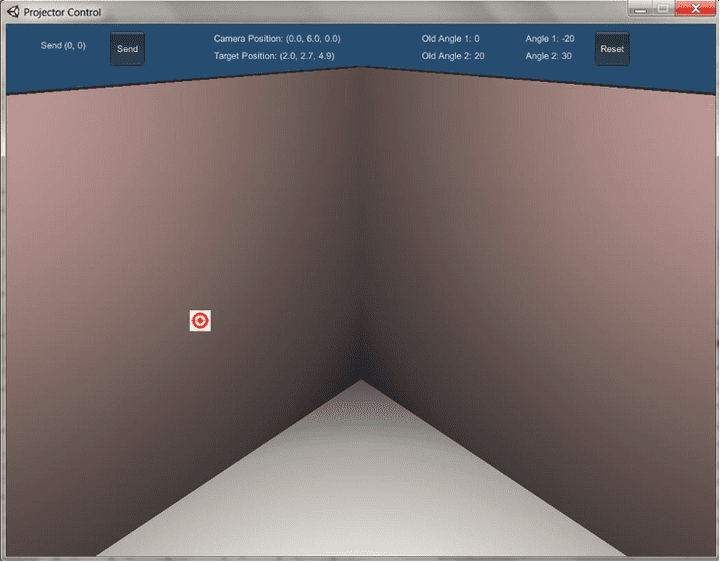 Projector Control
Send (0, 0)
Send
Camera Position: (0.0, 6.0, 0.0)
Target Position: (2.0, 2.7, 4.9)
Old Angle 1: 0
Old Angle 2: 20
Angle 1: -20
Angle 2: 30
Reset